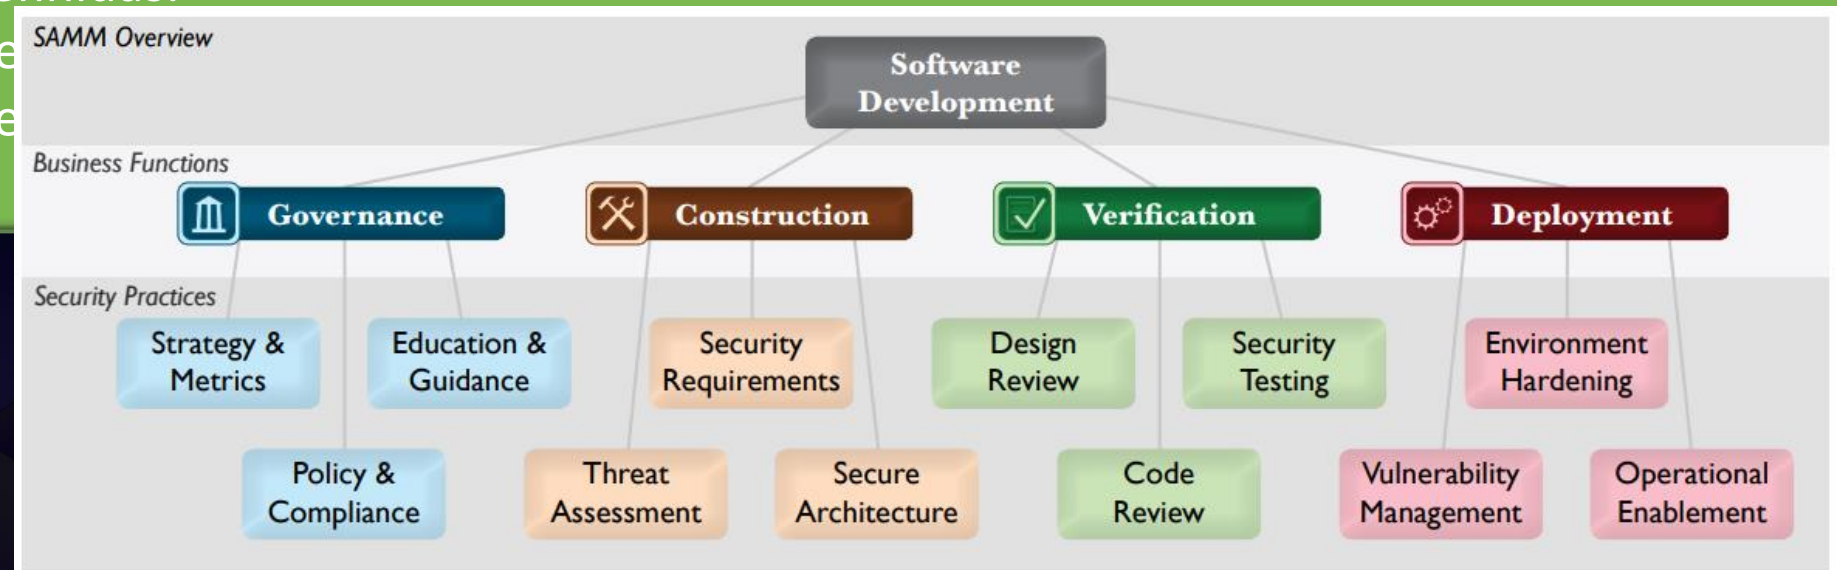 SAMM Overview
Software
Development
Business Functions
Governance
Construction
Verification
Deployment
Security Practices
Strategy &
Metrics
Education &
Guidance
Security
Requirements
Design
Review
Security
Testing
Environment
Hardening
Policy &
Compliance
Threat
Assessment
Secure
Architecture
Code
Review
Vulnerability
Management
Operational
Enablement